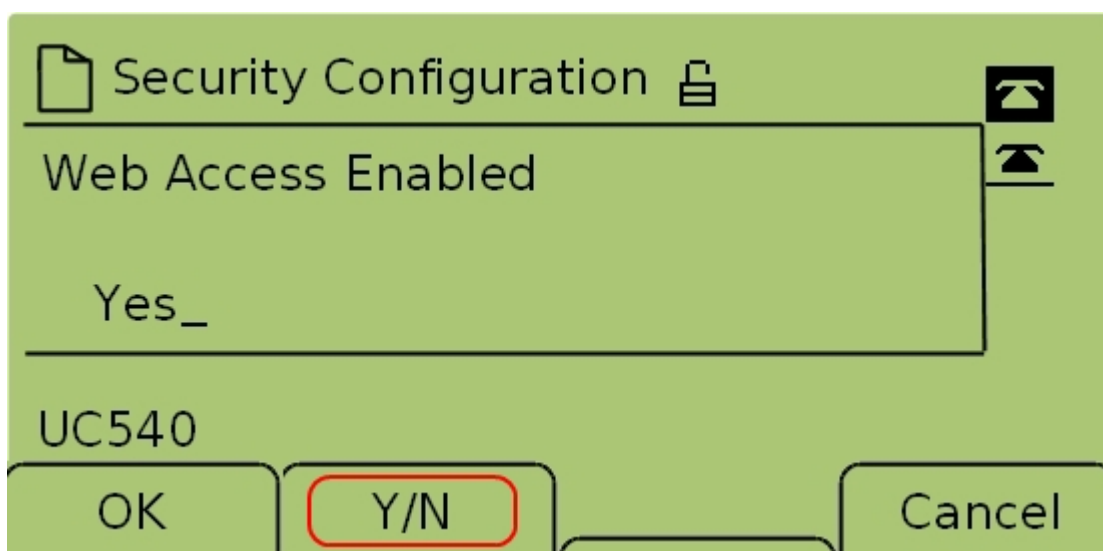 Security Configuration
Web Access Enabled
Yes_
UC540
OK Y/N Cancel